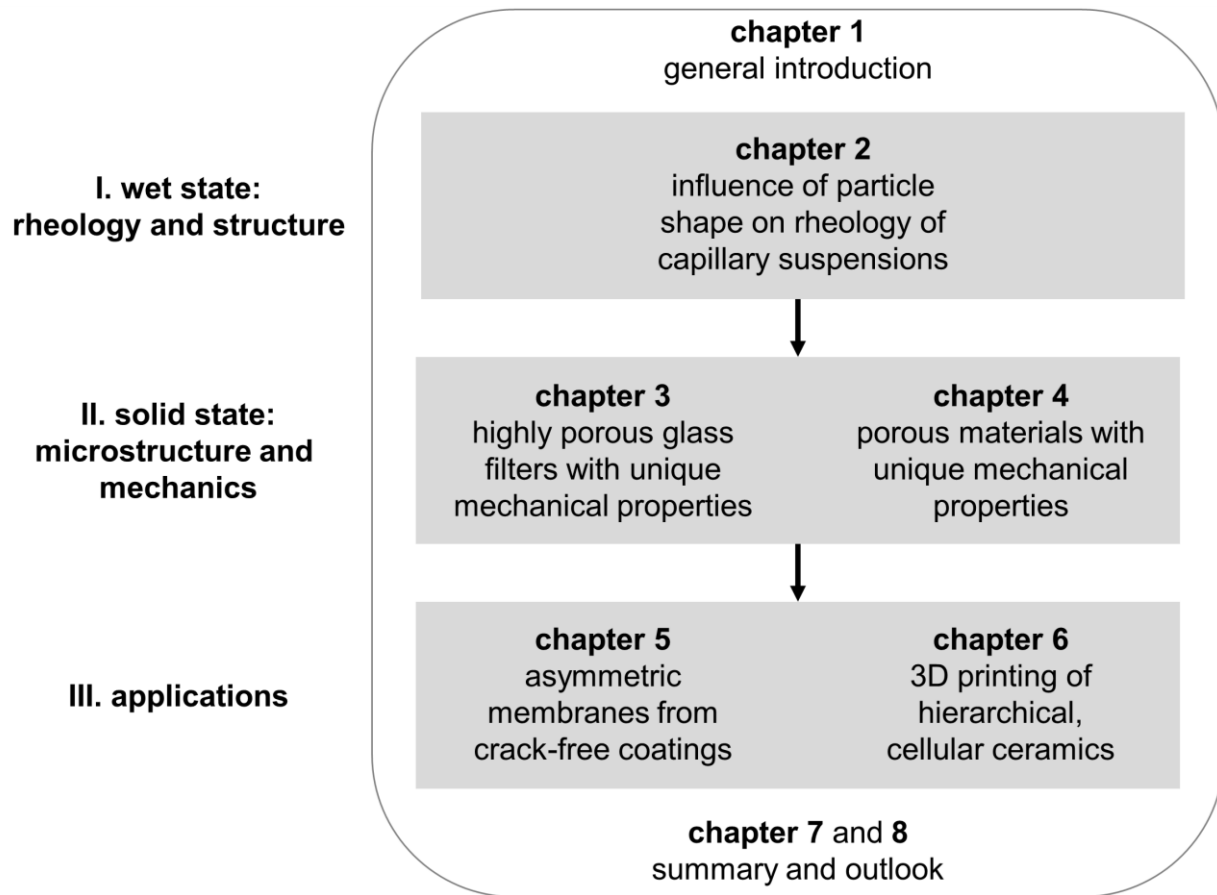 chapter 1
general introduction
I. wet state:
rheology and structure
chapter 2
influence of particle
shape on rheology of
capillary suspensions
II. solid state:
microstructure and
mechanics
chapter 3
highly porous glass
filters with unique
mechanical properties
chapter 4
porous materials with
unique mechanical
properties
III. applications
chapter 5
asymmetric
membranes from
crack-free coatings
chapter 6
3D printing of
hierarchical,
cellular ceramics
chapter 7 and 8
summary and outlook